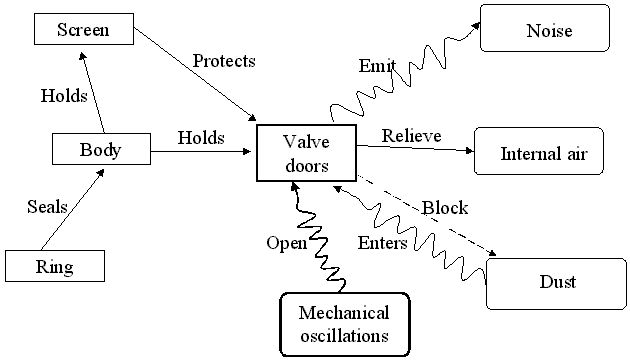 Screen
Noise
Protects
Emit
Holds
Body
Holds
Valve
doors
Relieve
Internal air
Seals
Block
Open
Enters
Ring
Dust
Mechanical
oscillations